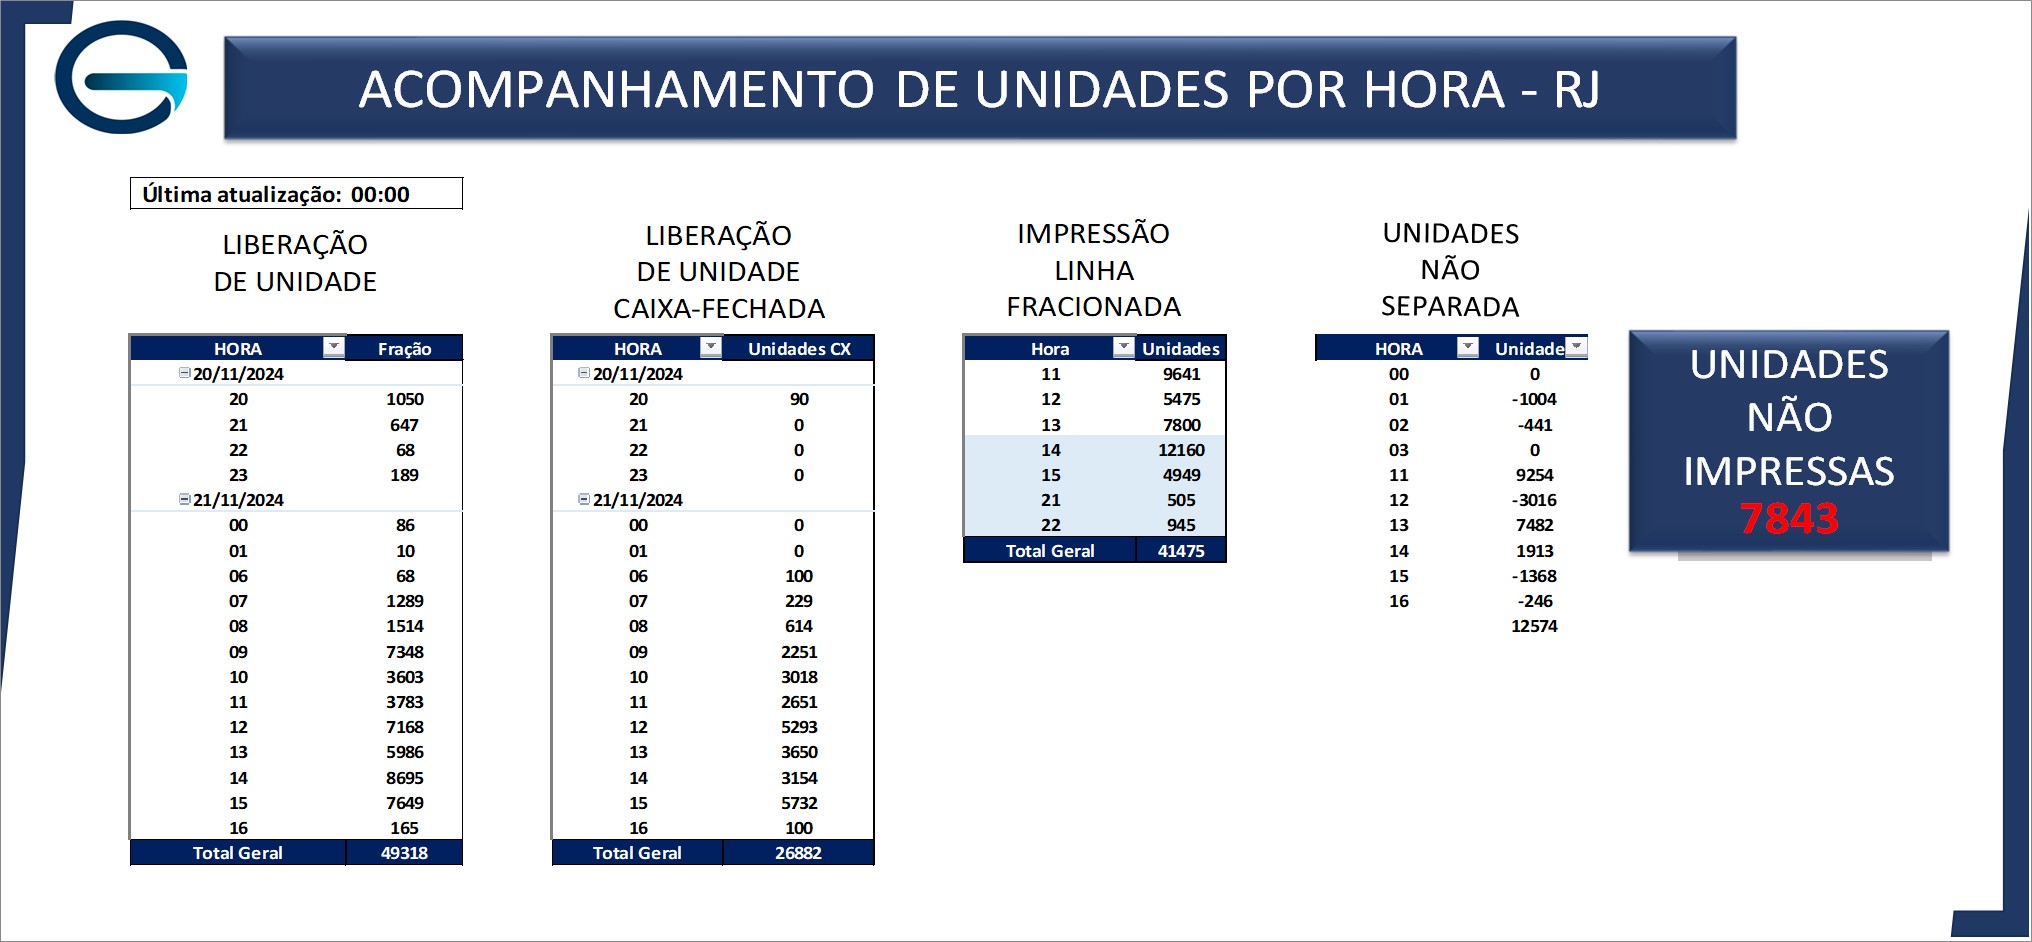 ACOMPANHAMENTO DE UNIDADES POR HORA - RJ
Última atualização: 00:00
LIBERAÇÃO
DE UNIDADE
HORA Fração
20/11/2024
20 1050
21 647
22 68
23 189
21/11/2024
00 86
01 10
06 68
07 1289
08 1514
09 7348
10 3603
11 3783
12 7168
13 5986
14 8695
15 7649
16 165
Total Geral 49318
LIBERAÇÃO
DE UNIDADE
CAIXA-FECHADA
HORA Unidades CX
20/11/2024
20 90
21 0
22 0
23 0
21/11/2024
00 0
01 0
06 100
07 229
08 614
09 2251
10 3018
11 2651
12 5293
13 3650
14 3154
15 5732
16 100
Total Geral 26882
IMPRESSÃO
LINHA
FRACIONADA
Hora Unidades
11 9641
12 5475
13 7800
14 12160
15 4949
21 505
22 945
Total Geral 41475
UNIDADES
NÃO
SEPARADA
HORA Unidade
00 0
01 -1004
02 -441
03 0
11 9254
12 -3016
13 7482
14 1913
15 -1368
16 -246
12574
UNIDADES
NÃO
IMPRESSAS
7843